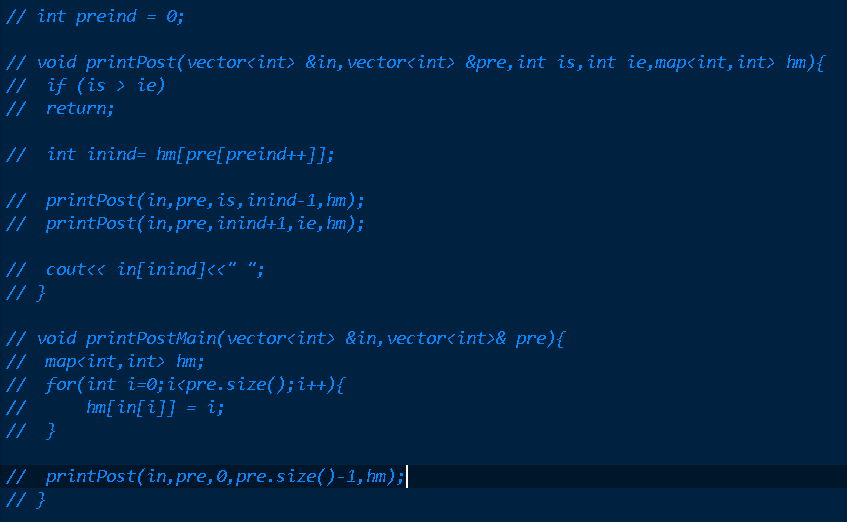 // int preind = 0;
// void printPost(vector<int> &in,vector<int> &pre,int is,int ie,map<int,int> hm){
//  if (is > ie)
//  return;
//  int inind= hm[pre[preind++]];
//  printPost(in,pre,is,inind-1,hm);
//  printPost(in,pre,inind+1,ie,hm);
//  cout<< in[inind]<<" ";
// }
// void printPostMain(vector<int> &in,vector<int>& pre){
//  map<int,int> hm;
//  for(int i=0;i<pre.size();i++){
//      hm[in[i]] = i;
//  }
//  printPost(in,pre,0,pre.size()-1,hm);
// }